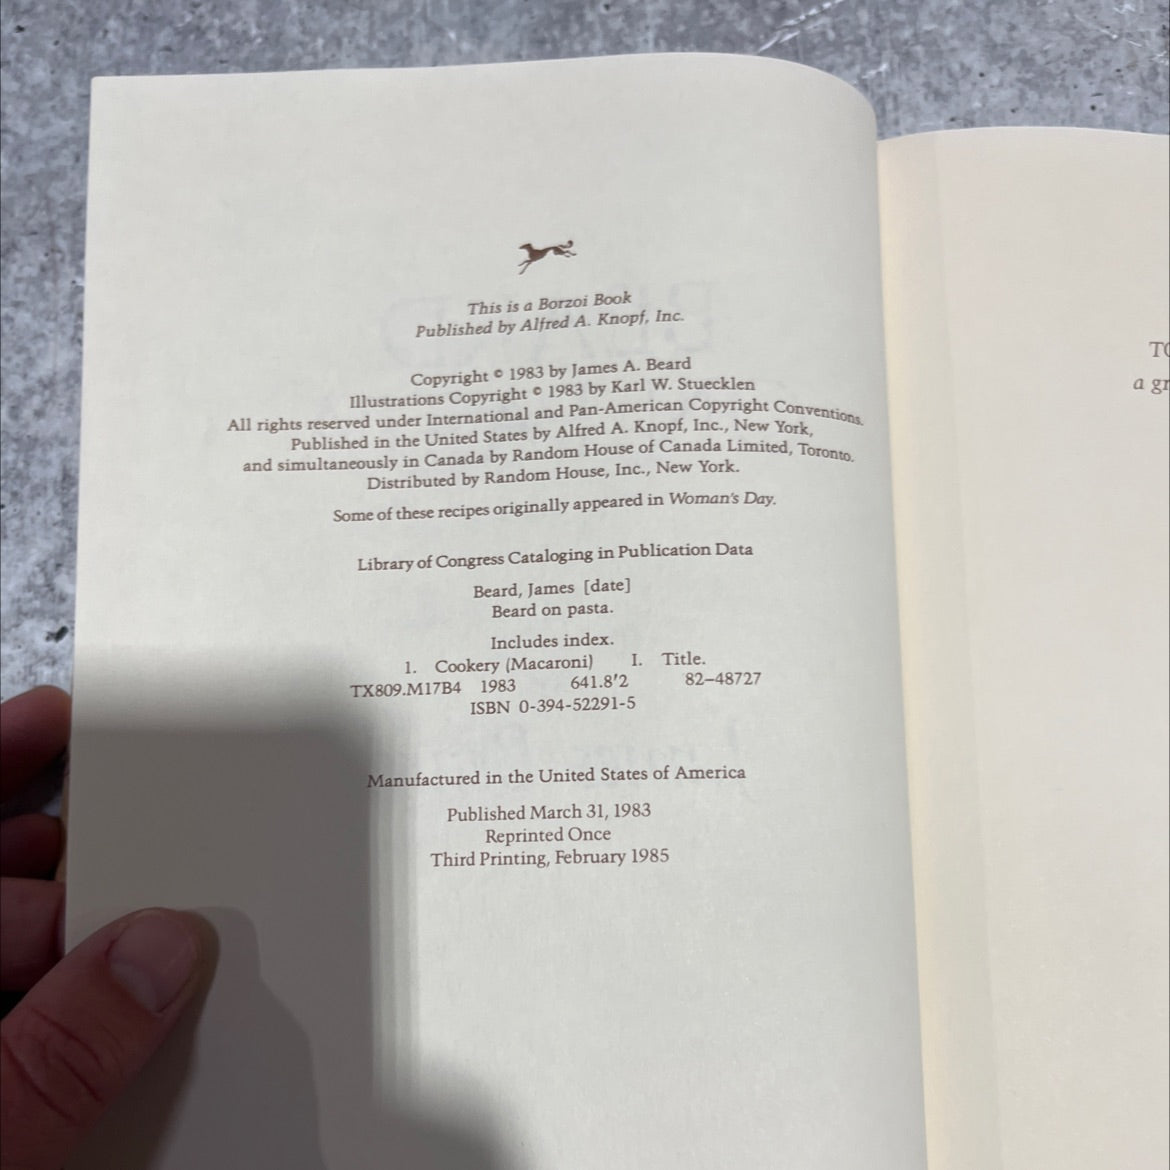 This is a Borzoi Book
Published by Alfred A. Knopf, Inc.
Copyright © 1983 by James A. Beard
Illustrations Copyright © 1983 by Karl W. Stuecklen
All rights reserved under International and Pan-American Copyright Conventions.
Published in the United States by Alfred A. Knopf, Inc., New York,
and simultaneously in Canada by Random House of Canada Limited, Toronto.
Distributed by Random House, Inc., New York.
Some of these recipes originally appeared in Woman's Day.
Library of Congress Cataloging in Publication Data
Beard, James [date]
Beard on pasta.
Includes index.
1. Cookery (Macaroni) I. Title.
TX809.M17B4 1983 641.8'2 82–48727
ISBN 0-394-52291-5
Manufactured in the United States of America
Published March 31, 1983
Reprinted Once
Third Printing, February 1985
a